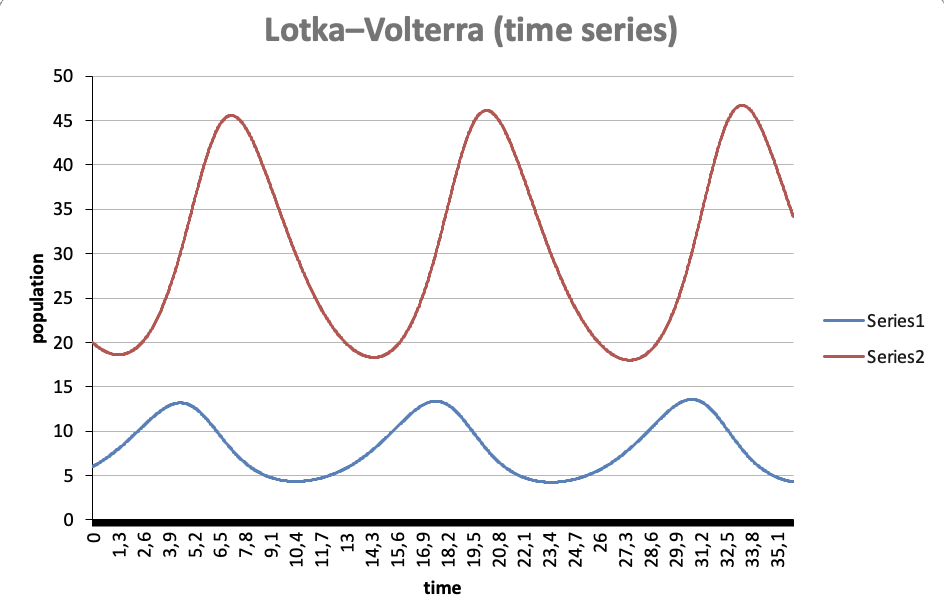 Lotka–Volterra (time series)
50
45
40
35
30
25
20
15
10
5
0
population
0 1,3 2,6 3,9 5,2 6,5 7,8 9,1 10,4 11,7 13 14,3 15,6 16,9 18,2 19,5 20,8 22,1 23,4 24,7 26 27,3 28,6 29,9 31,2 32,5 33,8 35,1
time
Series1
Series2